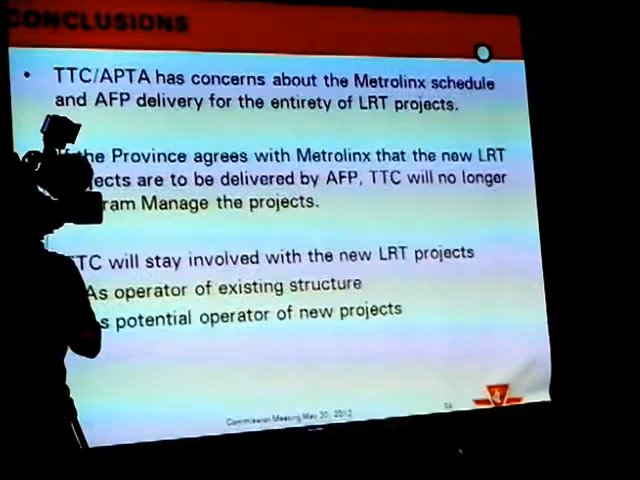 CONCLUSIONS
• TTC/APTA has concerns about the Metrolinx schedule
and AFP delivery for the entirety of LRT projects.
the Province agrees with Metrolinx that the new LRT
jects are to be delivered by AFP, TTC will no longer
ram Manage the projects.
TC will stay involved with the new LRT projects
As operator of existing structure
s potential operator of new projects
Commission Meeting May 30, 2012